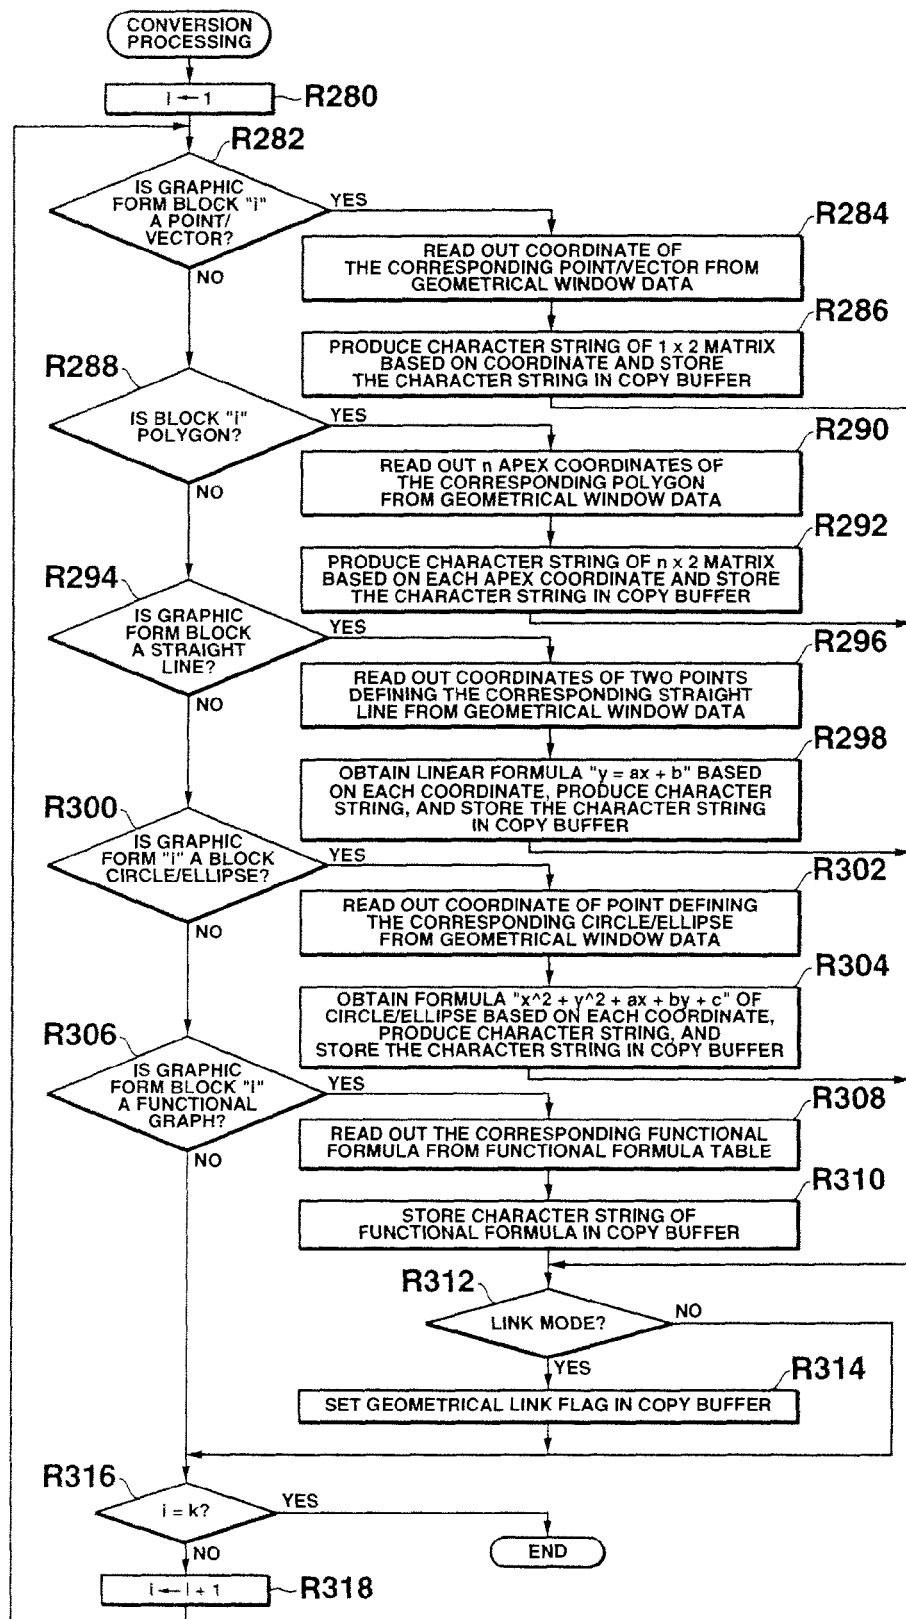 CONVERSION
PROCESSING
i ← 1
R280
R282
IS GRAPHIC
FORM BLOCK "i"
A POINT/
VECTOR?
YES
NO
R284
READ OUT COORDINATE OF
THE CORRESPONDING POINT/VECTOR FROM
GEOMETRICAL WINDOW DATA
R286
PRODUCE CHARACTER STRING OF 1 x 2 MATRIX
BASED ON COORDINATE AND STORE
THE CHARACTER STRING IN COPY BUFFER
R288
IS BLOCK "i"
POLYGON?
YES
NO
R290
READ OUT n APEX COORDINATES OF
THE CORRESPONDING POLYGON
FROM GEOMETRICAL WINDOW DATA
R292
PRODUCE CHARACTER STRING OF n x 2 MATRIX
BASED ON EACH APEX COORDINATE AND STORE
THE CHARACTER STRING IN COPY BUFFER
R294
IS GRAPHIC
FORM BLOCK
A STRAIGHT
LINE?
YES
NO
R296
READ OUT COORDINATES OF TWO POINTS
DEFINING THE CORRESPONDING STRAIGHT
LINE FROM GEOMETRICAL WINDOW DATA
R298
OBTAIN LINEAR FORMULA "y = ax + b" BASED
ON EACH COORDINATE, PRODUCE CHARACTER
STRING, AND STORE THE CHARACTER STRING
IN COPY BUFFER
R300
IS GRAPHIC
FORM "i" A BLOCK
CIRCLE/ELLIPSE?
YES
NO
R302
READ OUT COORDINATE OF POINT DEFINING
THE CORRESPONDING CIRCLE/ELLIPSE
FROM GEOMETRICAL WINDOW DATA
R304
OBTAIN FORMULA "x^2 + y^2 + ax + by + c" OF
CIRCLE/ELLIPSE BASED ON EACH COORDINATE,
PRODUCE CHARACTER STRING, AND
STORE THE CHARACTER STRING IN COPY BUFFER
R306
IS GRAPHIC
FORM BLOCK "i"
A FUNCTIONAL
GRAPH?
YES
NO
R308
READ OUT THE CORRESPONDING FUNCTIONAL
FORMULA FROM FUNCTIONAL FORMULA TABLE
R310
STORE CHARACTER STRING OF
FUNCTIONAL FORMULA IN COPY BUFFER
R312
LINK MODE?
NO
YES
R314
SET GEOMETRICAL LINK FLAG IN COPY BUFFER
R316
i = k?
YES
NO
END
i ← i + 1
R318